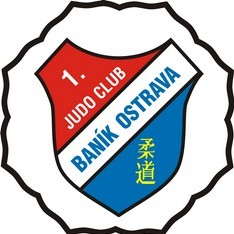 1.
JUDO CLUB
BANÍK OSTRAVA
柔道